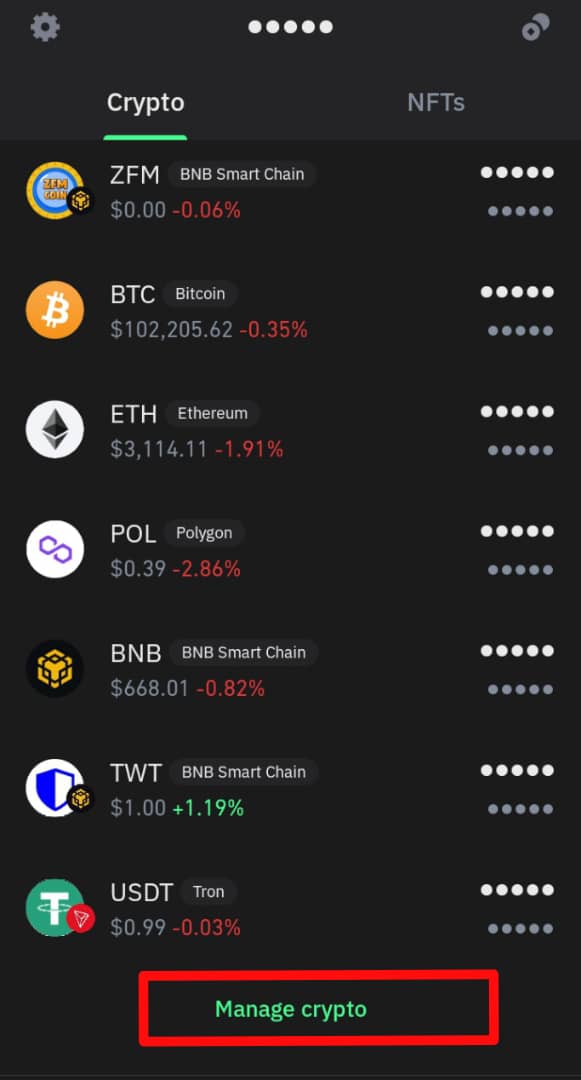 Crypto NFTs
ZFM BNB Smart Chain
ZFM
COIN
$0.00 -0.06%
BTC Bitcoin
$102,205.62 -0.35%
ETH Ethereum
$3,114.11 -1.91%
POL Polygon
$0.39 -2.86%
BNB BNB Smart Chain
$668.01 -0.82%
TWT BNB Smart Chain
$1.00 +1.19%
USDT Tron
$0.99 -0.03%
Manage crypto